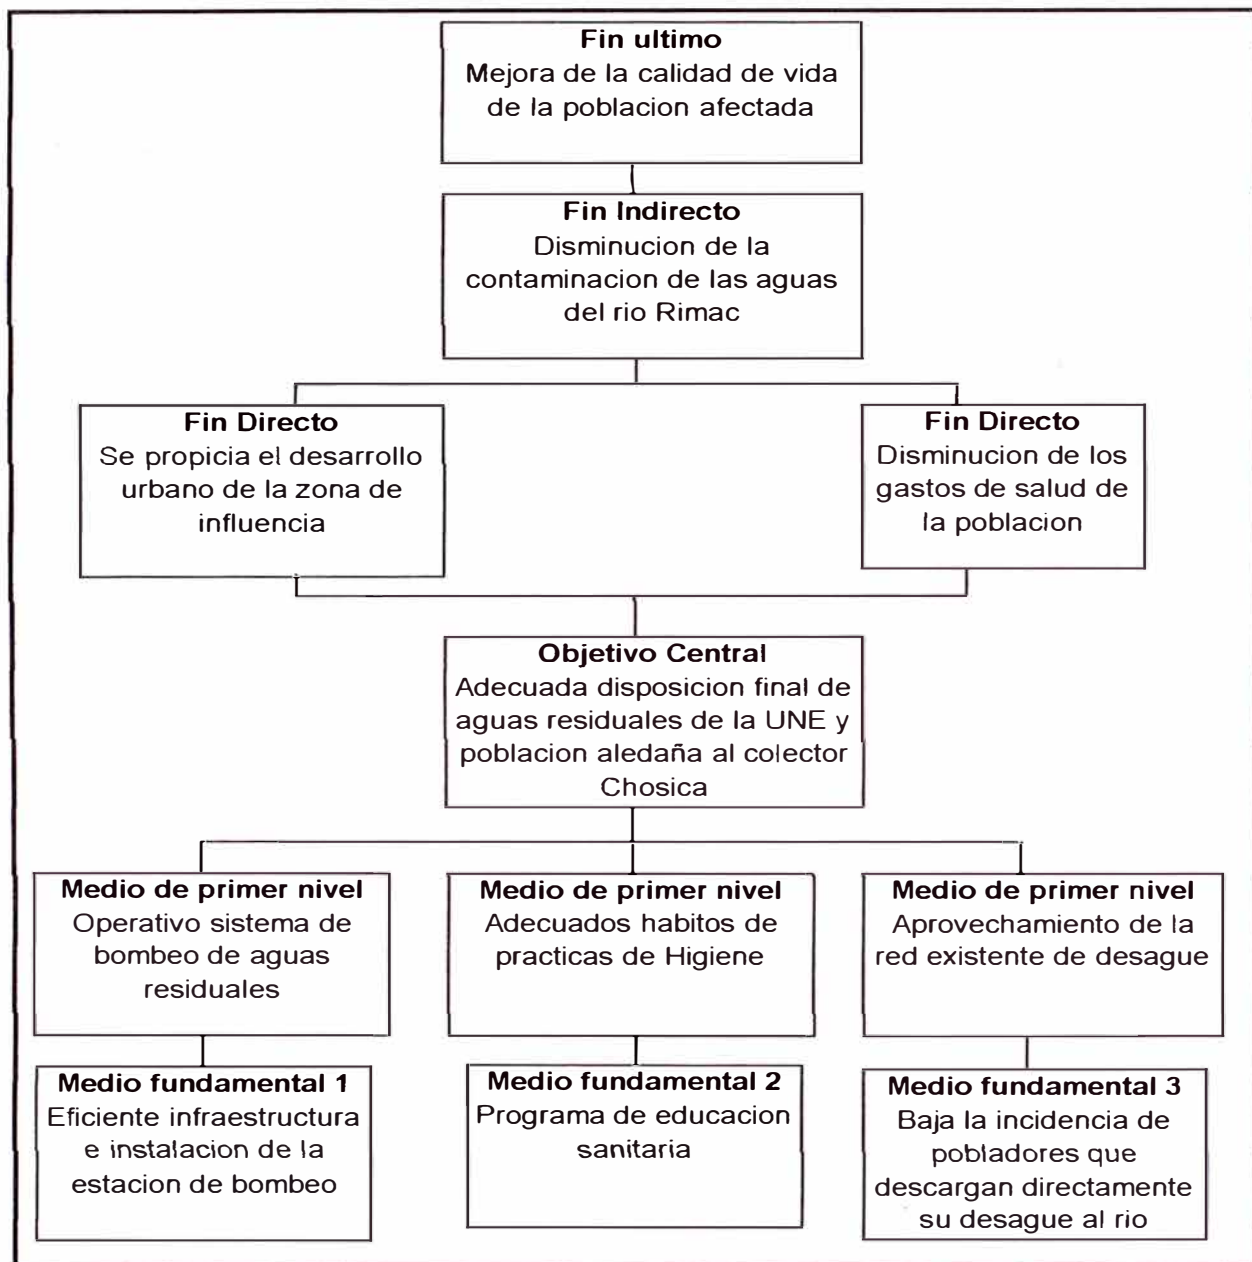 Fin ultimo
Mejora de la calidad de vida
de la poblacion afectada
Fin Indirecto
Disminucion de la
contaminacion de las aguas
del rio Rimac
Fin Directo
Se propicia el desarrollo
urbano de la zona de
influencia
Fin Directo
Disminucion de los
gastos de salud de
la poblacion
Objetivo Central
Adecuada disposicion final de
aguas residuales de la UNE y
poblacion aledaña al colector
Chosica
Medio de primer nivel
Operativo sistema de
bombeo de aguas
residuales
Medio de primer nivel
Adecuados habitos de
practicas de Higiene
Medio de primer nivel
Aprovechamiento de la
red existente de desague
Medio fundamental 1
Eficiente infraestructura
e instalacion de la
estacion de bombeo
Medio fundamental 2
Programa de educacion
sanitaria
Medio fundamental 3
Baja la incidencia de
pobladores que
descargan directamente
su desague al rio